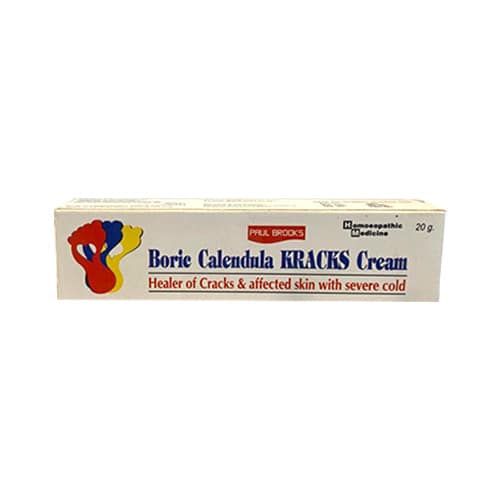 PAUL BROOKS
Homoeopathic
Medicine
20 g.
Boric Calendula KRACKS Cream
Healer of Cracks & affected skin with severe cold